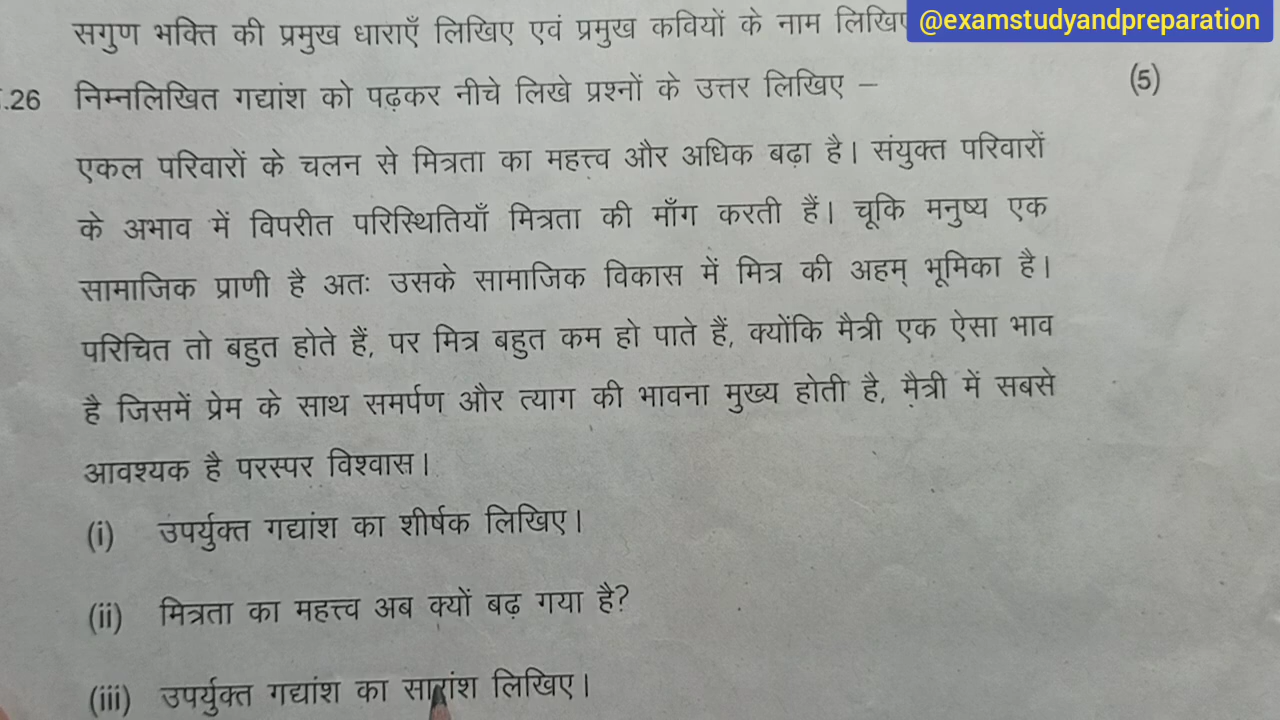 सगुण भक्ति की प्रमुख धाराएँ लिखिए एवं प्रमुख कवियों के नाम लिखिए
@examstudyandpreparation
.26 निम्नलिखित गद्यांश को पढ़कर नीचे लिखे प्रश्नों के उत्तर लिखिए – (5)
एकल परिवारों के चलन से मित्रता का महत्त्व और अधिक बढ़ा है। संयुक्त परिवारों
के अभाव में विपरीत परिस्थितियाँ मित्रता की माँग करती हैं। चूकि मनुष्य एक
सामाजिक प्राणी है अतः उसके सामाजिक विकास में मित्र की अहम् भूमिका है।
परिचित तो बहुत होते हैं, पर मित्र बहुत कम हो पाते हैं, क्योंकि मैत्री एक ऐसा भाव
है जिसमें प्रेम के साथ समर्पण और त्याग की भावना मुख्य होती है, मैत्री में सबसे
आवश्यक है परस्पर विश्वास।
(i) उपर्युक्त गद्यांश का शीर्षक लिखिए।
(ii) मित्रता का महत्त्व अब क्यों बढ़ गया है?
(iii) उपर्युक्त गद्यांश का सारांश लिखिए।